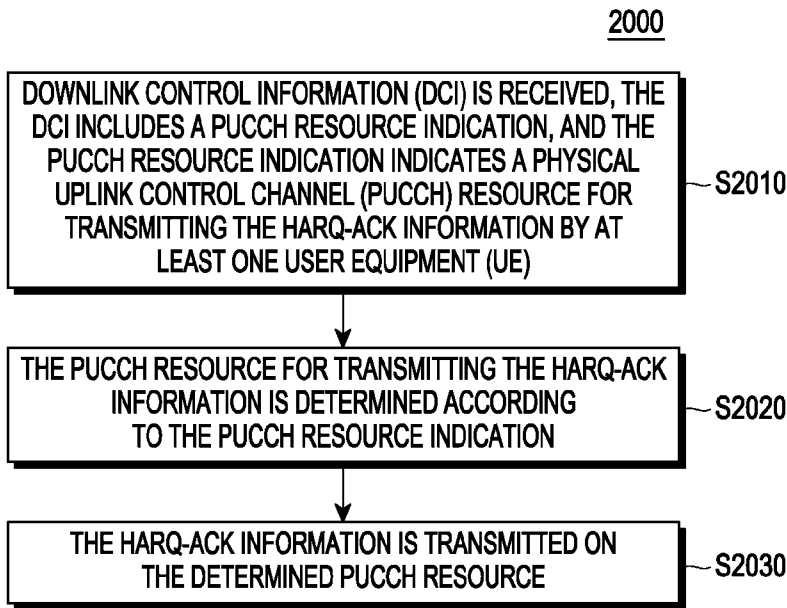 2000
DOWNLINK CONTROL INFORMATION (DCI) IS RECEIVED, THE
DCI INCLUDES A PUCCH RESOURCE INDICATION, AND THE
PUCCH RESOURCE INDICATION INDICATES A PHYSICAL
UPLINK CONTROL CHANNEL (PUCCH) RESOURCE FOR
TRANSMITTING THE HARQ-ACK INFORMATION BY AT
LEAST ONE USER EQUIPMENT (UE)
S2010
THE PUCCH RESOURCE FOR TRANSMITTING THE HARQ-ACK
INFORMATION IS DETERMINED ACCORDING
TO THE PUCCH RESOURCE INDICATION
S2020
THE HARQ-ACK INFORMATION IS TRANSMITTED ON
THE DETERMINED PUCCH RESOURCE
S2030